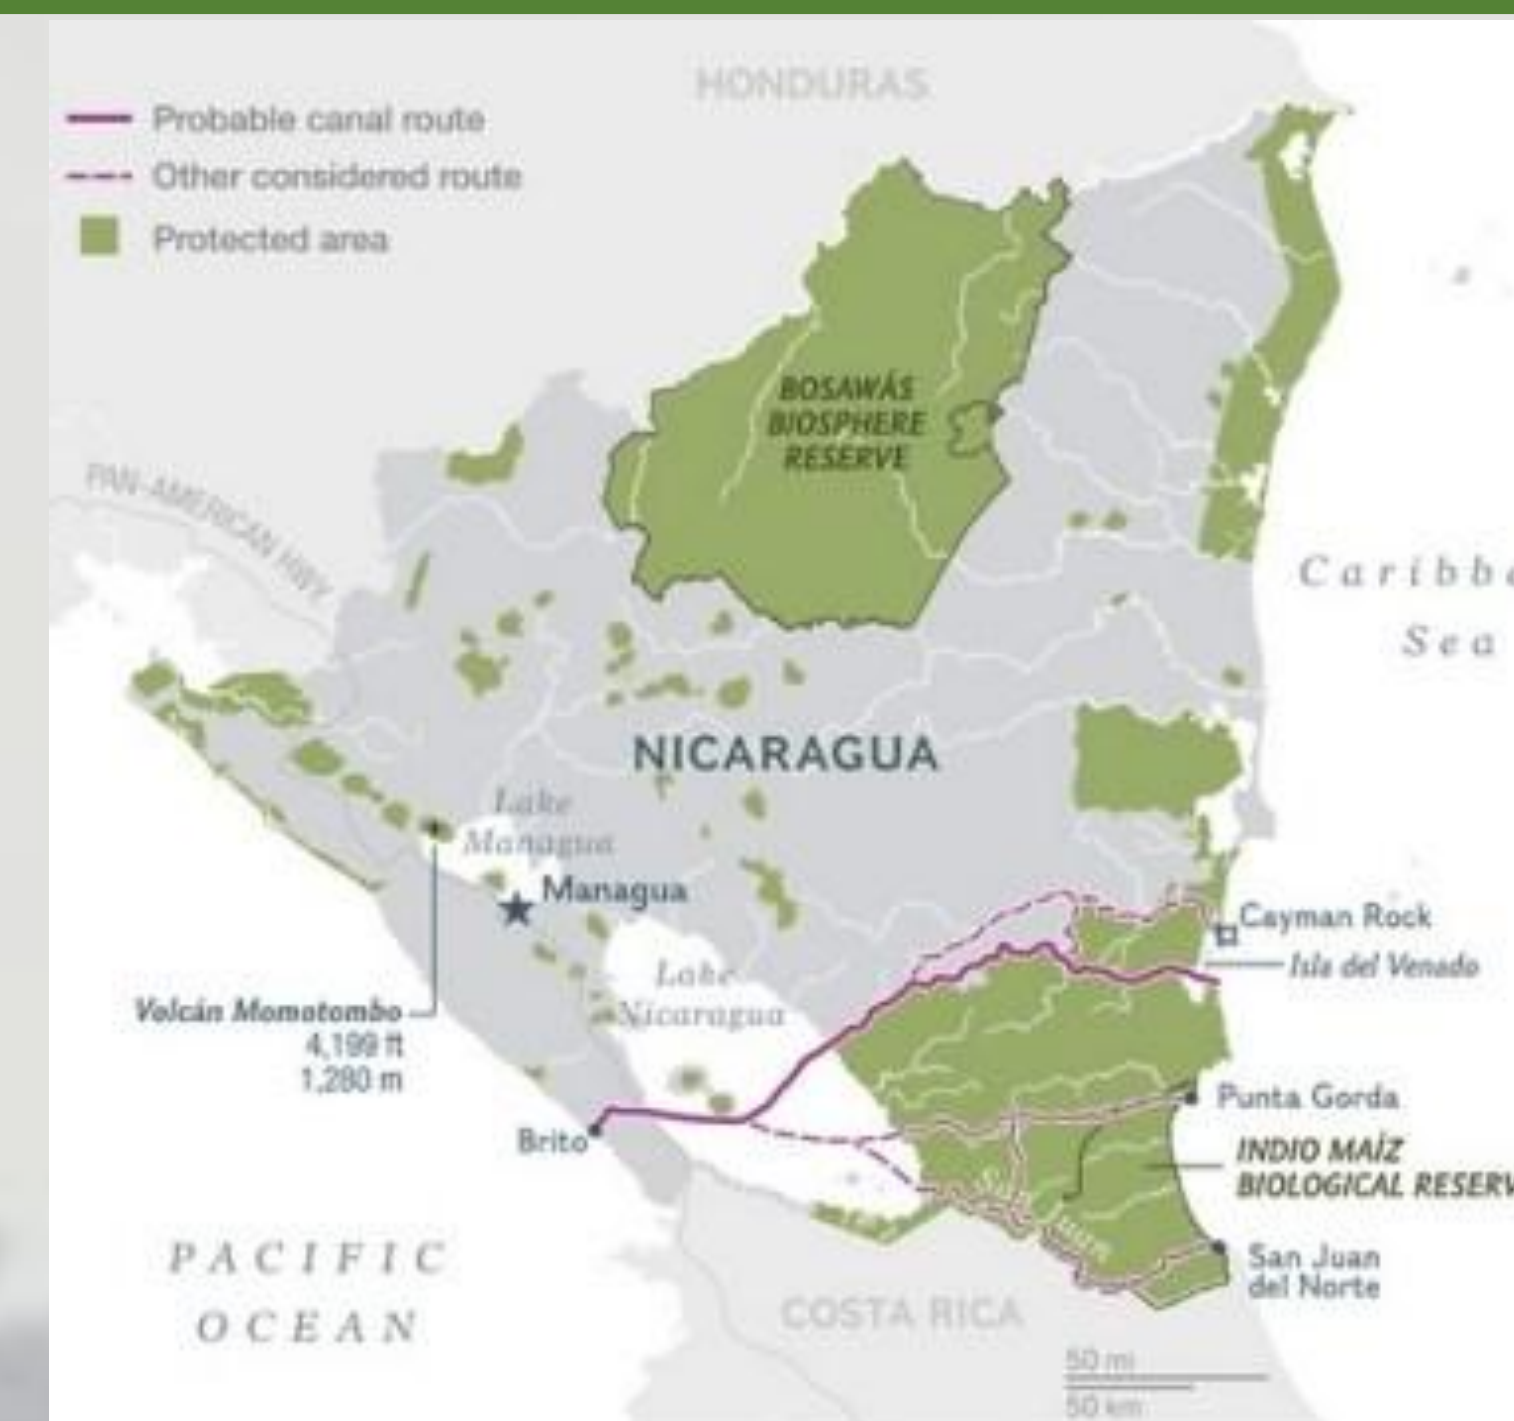 HONDURAS
Probable canal route
Other considered route
Protected area
BOSAWÁS
BIOSPHERE
RESERVE
PAN-AMERICAN HWY
Sea
NICARAGUA
Lake
Managua
Managua
Cayman Rock
Isla del Venado
Lake
Nicaragua
Volcán Momotombo
4,199 ft
1,280 m
Punta Gorda
Brito
INDIO MAÍZ
BIOLOGICAL
San Juan
San Juan
del Norte
PACIFIC
OCEAN
COSTA RICA
50 mi
50 km